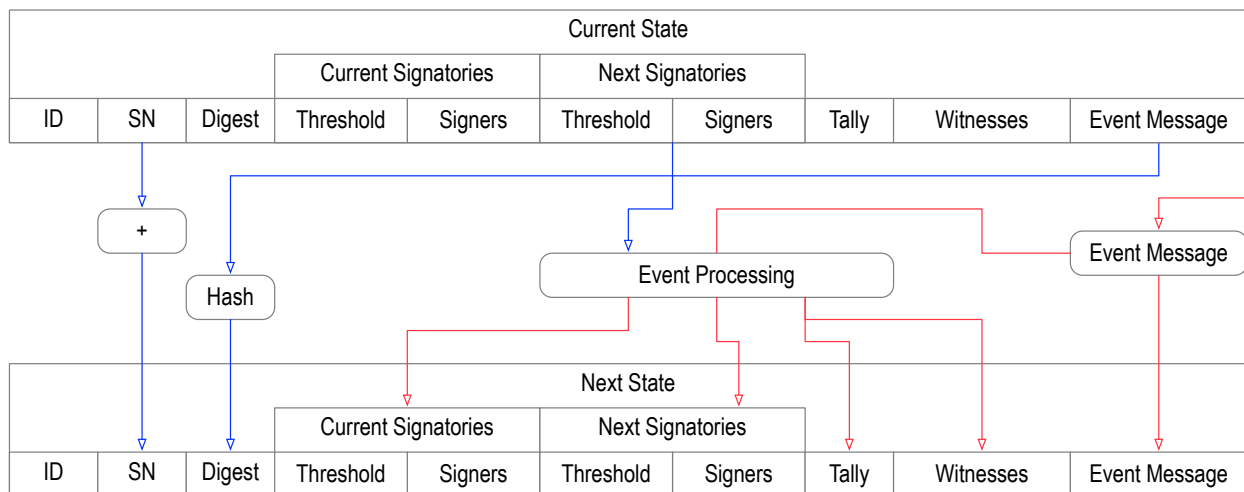 Current State
Current Signatories Next Signatories
ID SN Digest Threshold Signers Threshold Signers Tally Witnesses Event Message
+
Event Message
Event Processing
Hash
Next State
Current Signatories Next Signatories
ID SN Digest Threshold Signers Threshold Signers Tally Witnesses Event Message